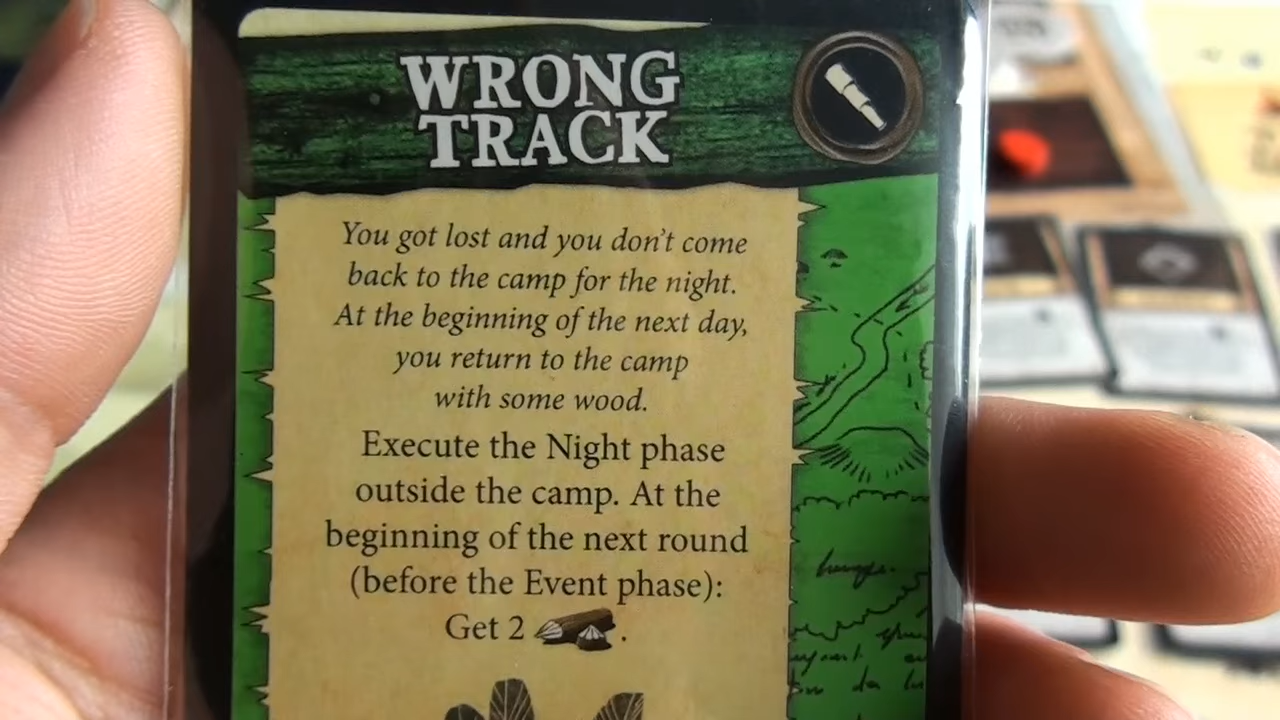 WRONG
TRACK
You got lost and you don't come
back to the camp for the night.
At the beginning of the next day,
you return to the camp
with some wood.
Execute the Night phase
outside the camp. At the
beginning of the next round
(before the Event phase):
Get 2 .